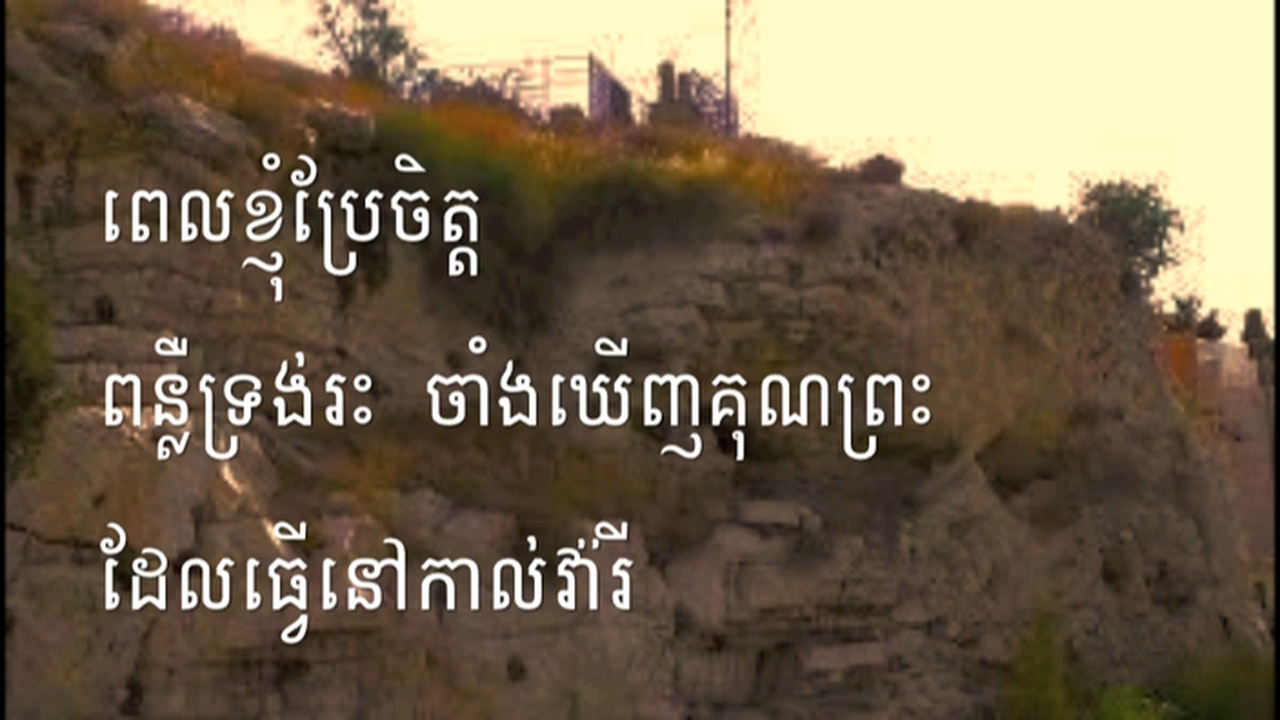 ពេលខ្ញុំប្រែចិត្ត
ពន្លឺទ្រង់រះ ចាំងឃើញគុណព្រះ
ដែលធ្វើនៅកាល់វ៉ារី